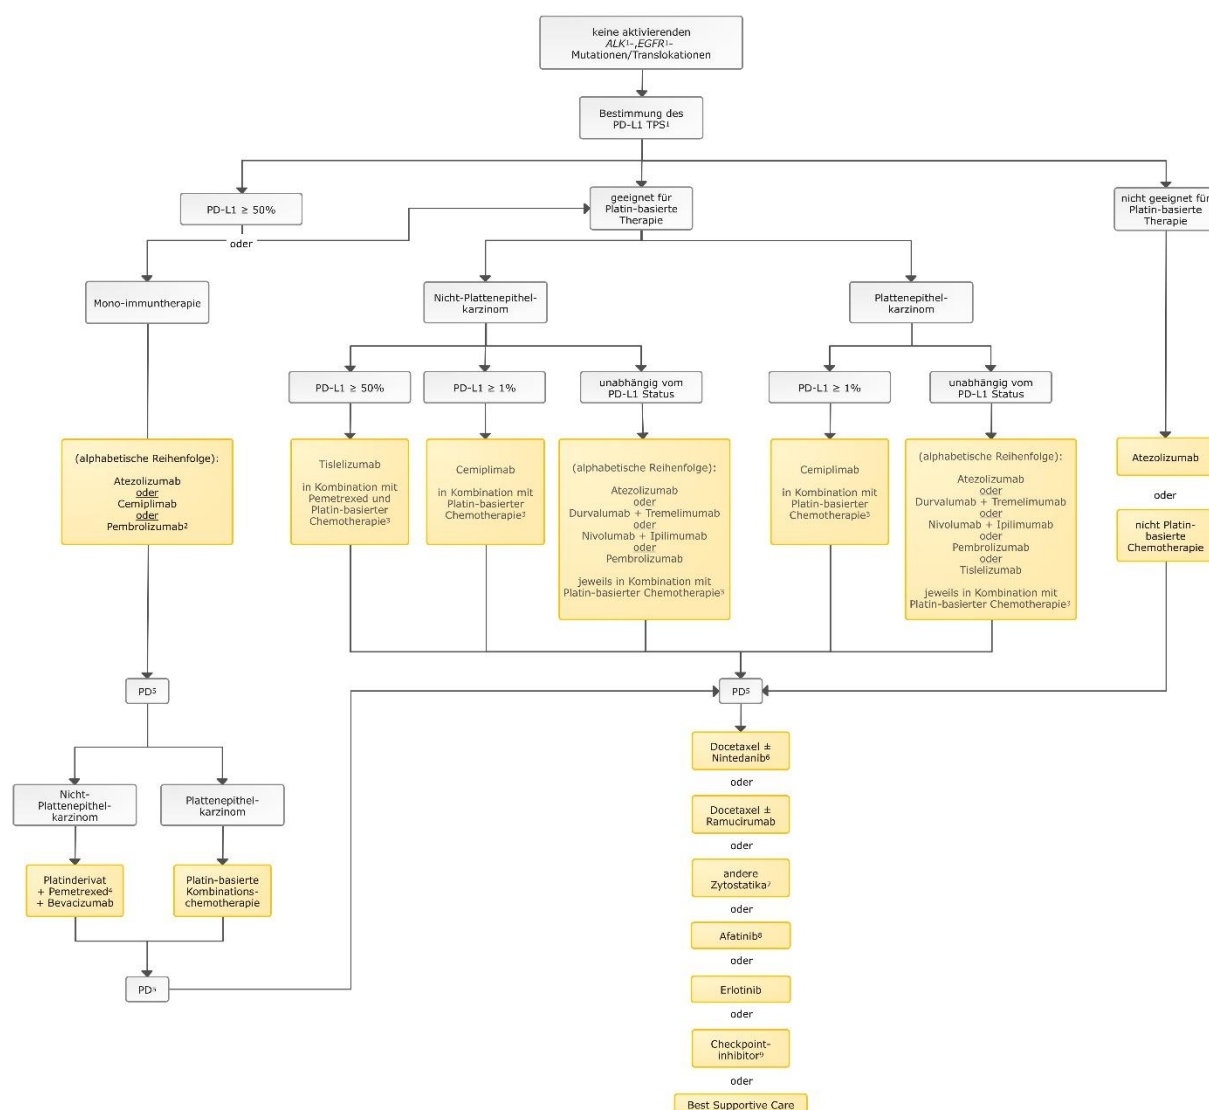 keine aktivierenden
ALK¹-,EGFR¹-
Mutationen/Translokationen
Bestimmung des
PD-L1 TPS¹
PD-L1 ≥ 50%
oder
geeignet für
Platin-basierte
Therapie
nicht geeignet für
Platin-basierte
Therapie
Mono-immuntherapie
Nicht-Plattenepithel-
karzinom
Plattenepithel-
karzinom
PD-L1 ≥ 50%
PD-L1 ≥ 1%
unabhängig vom
PD-L1 Status
PD-L1 ≥ 1%
unabhängig vom
PD-L1 Status
(alphabetische Reihenfolge):
Atezolizumab
oder
Cemiplimab
oder
Pembrolizumab²
Tislelizumab
in Kombination mit
Pemetrexed und
Platin-basierter
Chemotherapie³
Cemiplimab
in Kombination mit
Platin-basierter
Chemotherapie³
(alphabetische Reihenfolge):
Atezolizumab
oder
Durvalumab + Tremelimumab
oder
Nivolumab + Ipilimumab
oder
Pembrolizumab
jeweils in Kombination mit
Platin-basierter Chemotherapie³
Cemiplimab
in Kombination mit
Platin-basierter
Chemotherapie³
(alphabetische Reihenfolge):
Atezolizumab
oder
Durvalumab + Tremelimumab
oder
Nivolumab + Ipilimumab
oder
Pembrolizumab
oder
Tislelizumab
jeweils in Kombination mit
Platin-basierter Chemotherapie³
Atezolizumab
oder
nicht Platin-
basierte
Chemotherapie
PD⁵
PD⁵
Nicht-
Plattenepithel-
karzinom
Plattenepithel-
karzinom
Platinderivat
+ Pemetrexed⁴
+ Bevacizumab
Platin-basierte
Kombinations-
chemotherapie
PD⁵
Docetaxel ±
Nintedanib⁶
oder
Docetaxel ±
Ramucirumab
oder
andere
Zytostatika⁷
oder
Afatinib⁸
oder
Erlotinib
oder
Checkpoint-
inhibitor⁹
oder
Best Supportive Care